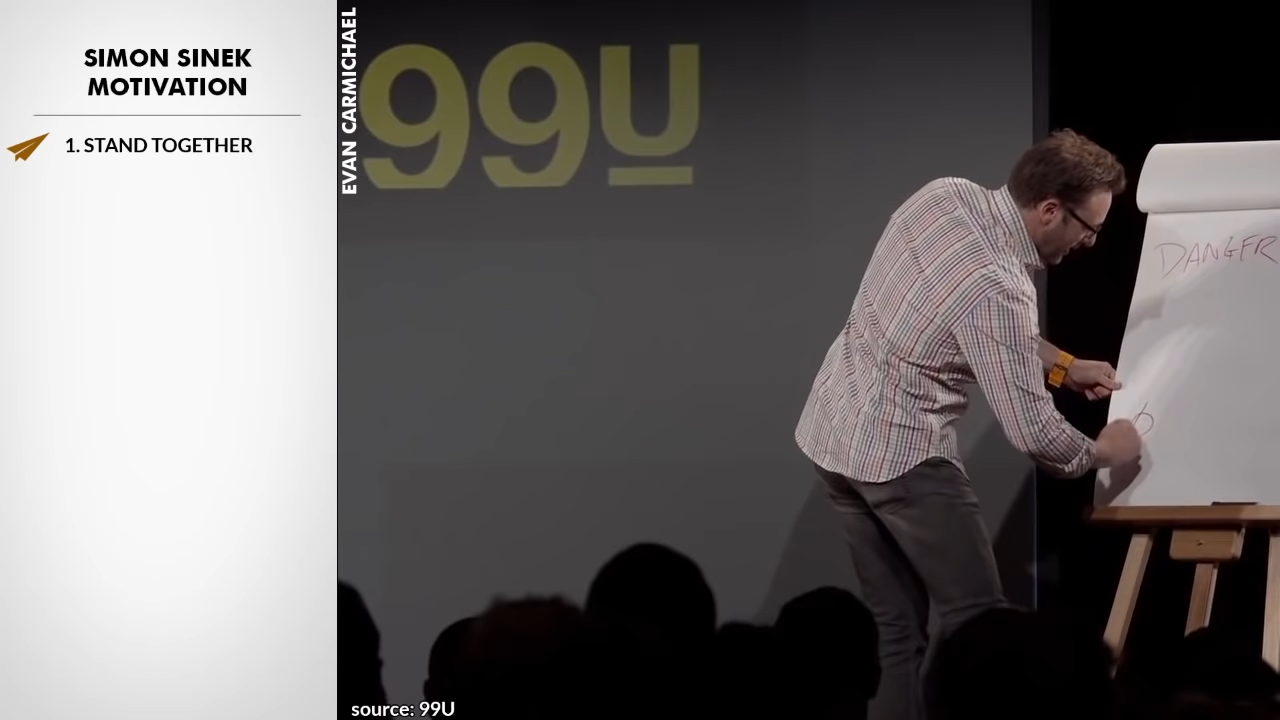 SIMON SINEK
MOTIVATION
1. STAND TOGETHER
EVAN CARMICHAEL
99U
DANGER
source: 99U